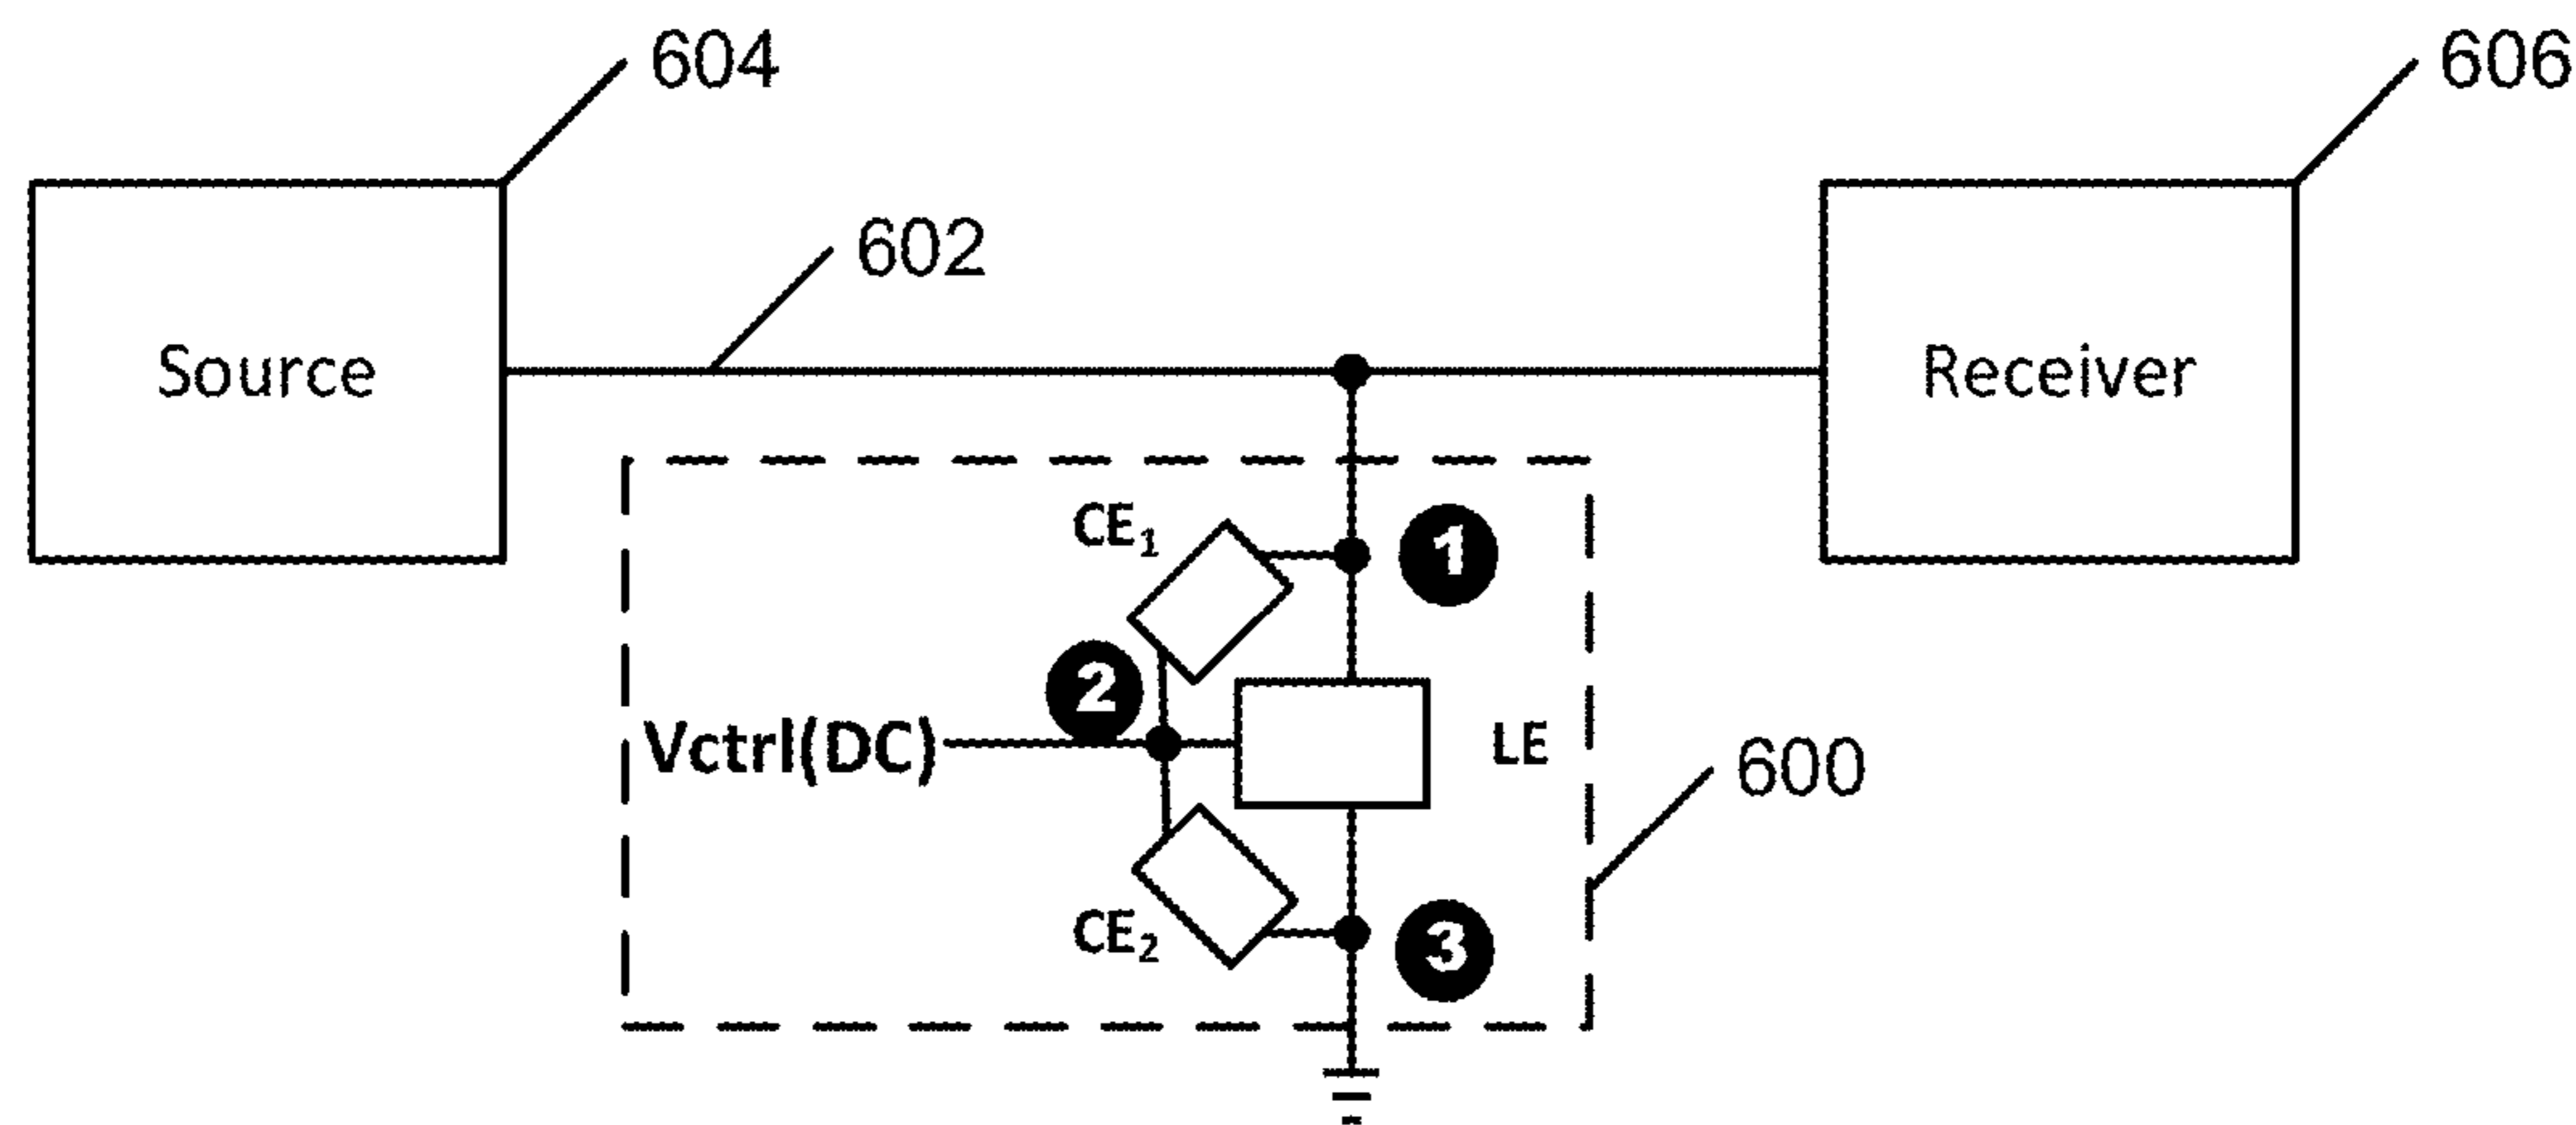 604
606
602
Source
Receiver
CE₁
1
2
Vctrl(DC)
LE
600
CE₂
3